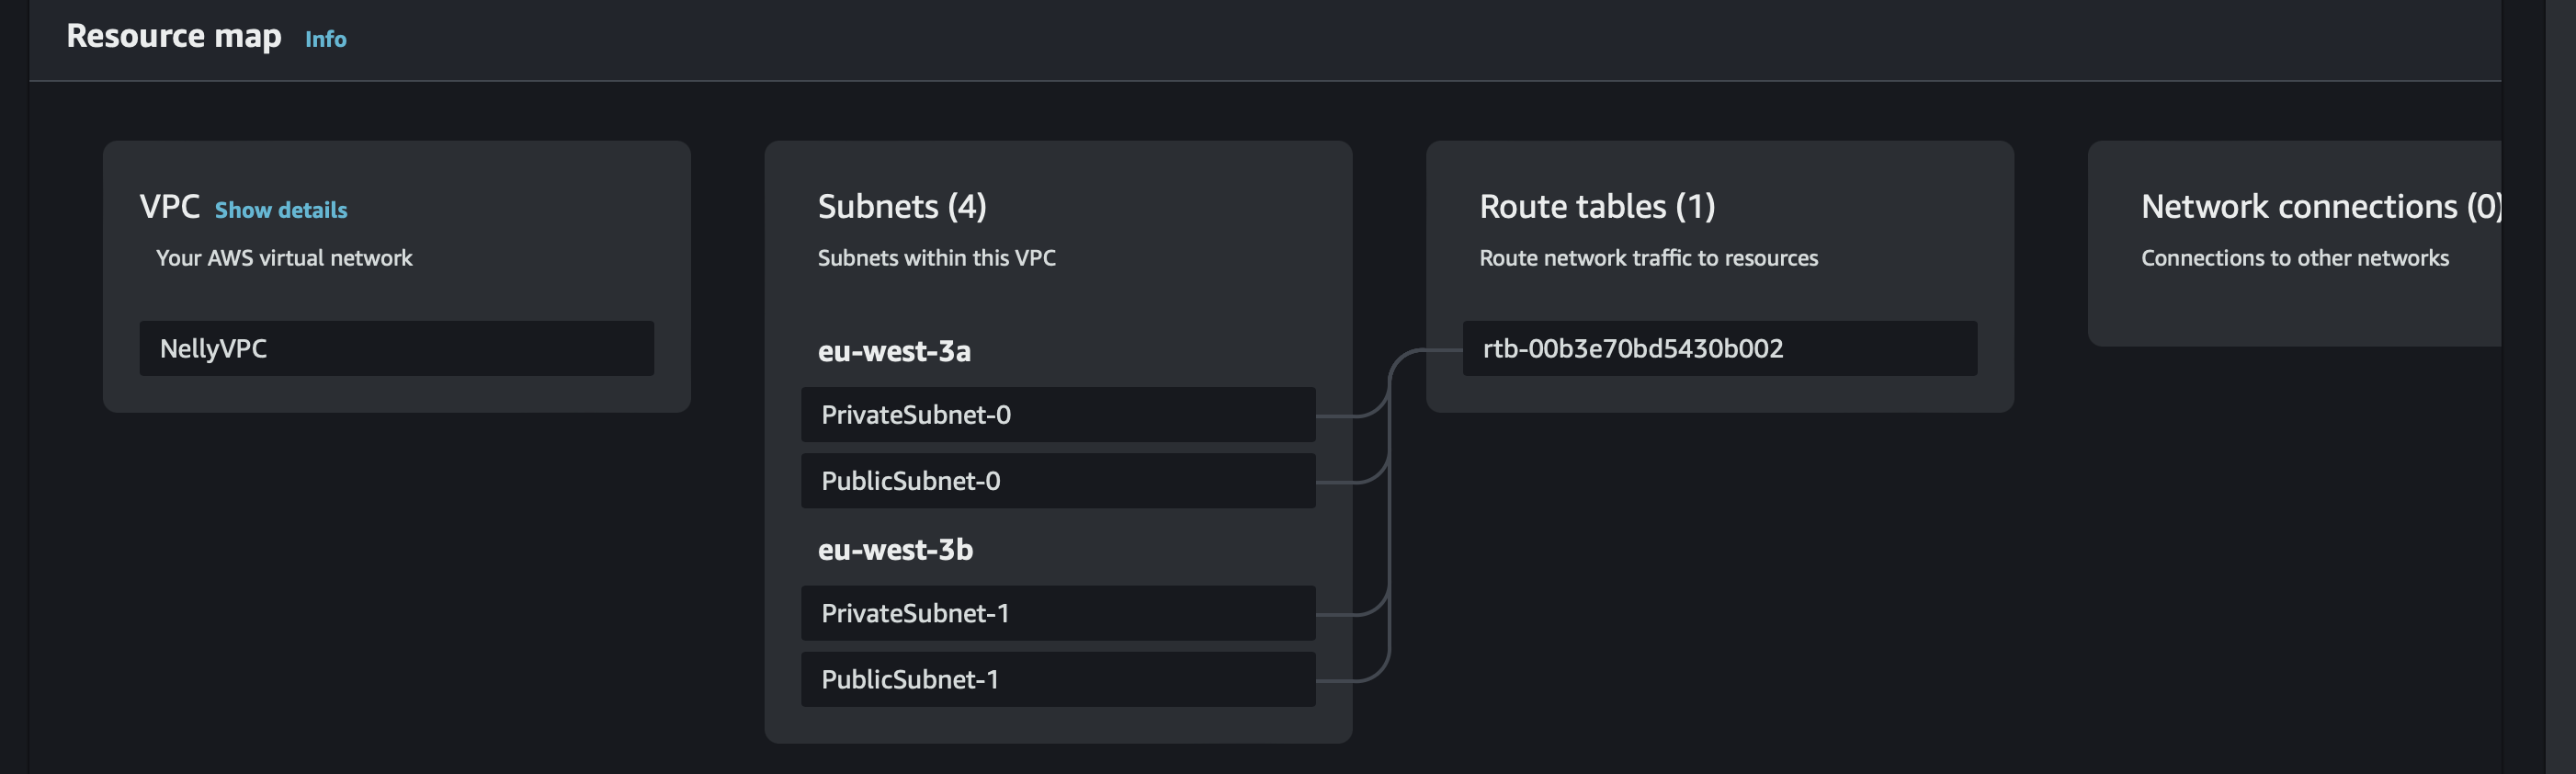 Resource map Info
VPC Show details
Your AWS virtual network
NellyVPC
Subnets (4)
Subnets within this VPC
eu-west-3a
PrivateSubnet-0
PublicSubnet-0
eu-west-3b
PrivateSubnet-1
PublicSubnet-1
Route tables (1)
Route network traffic to resources
rtb-00b3e70bd5430b002
Network connections (0)
Connections to other networks